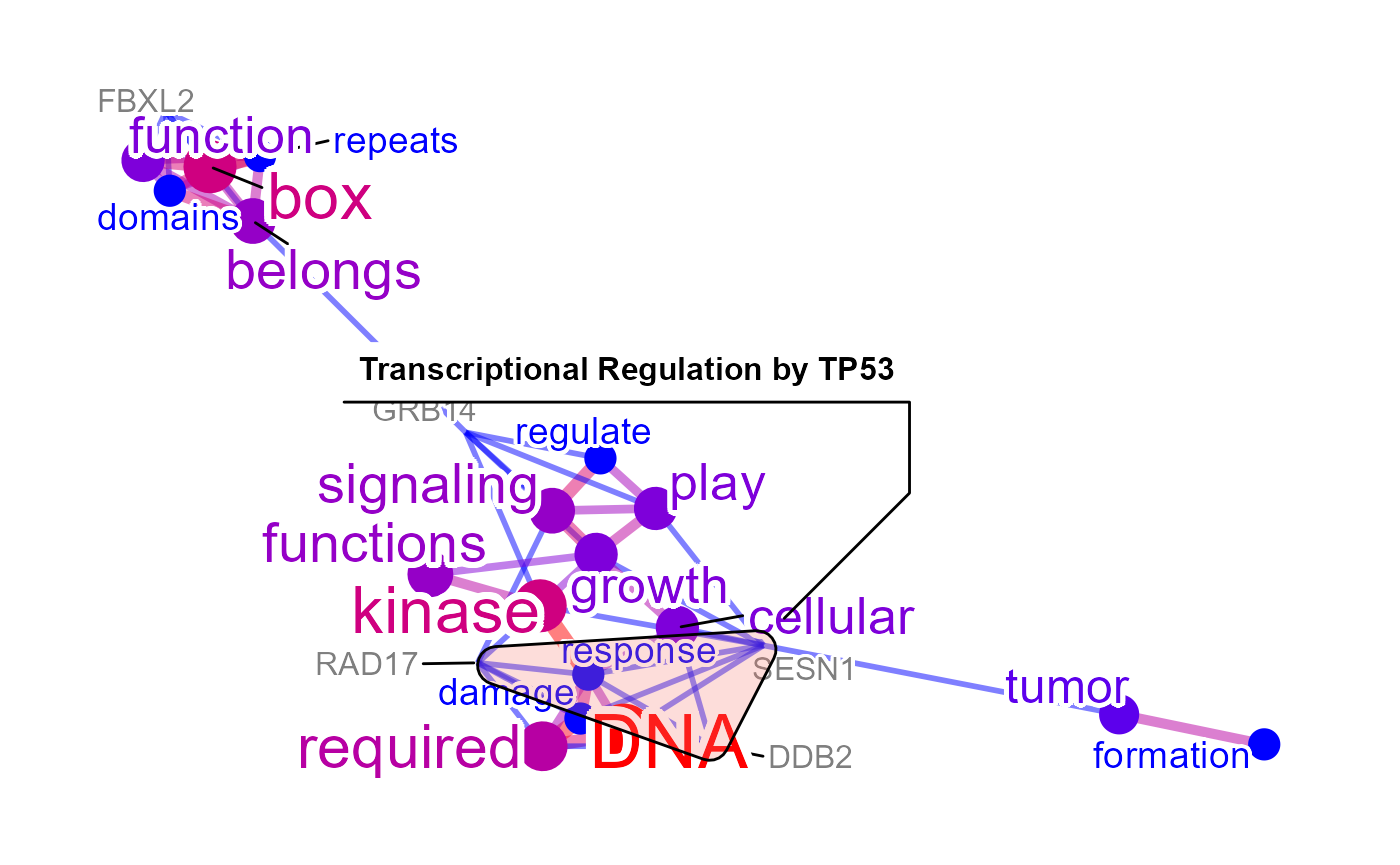 FBXL2
function
repeats
box
domains
belongs
Transcriptional Regulation by TP53
GRB14
regulate
signaling
play
functions
growth
kinase
cellular
response
RAD17
SESN1
damage
tumor
required
DNA
DDB2
formation